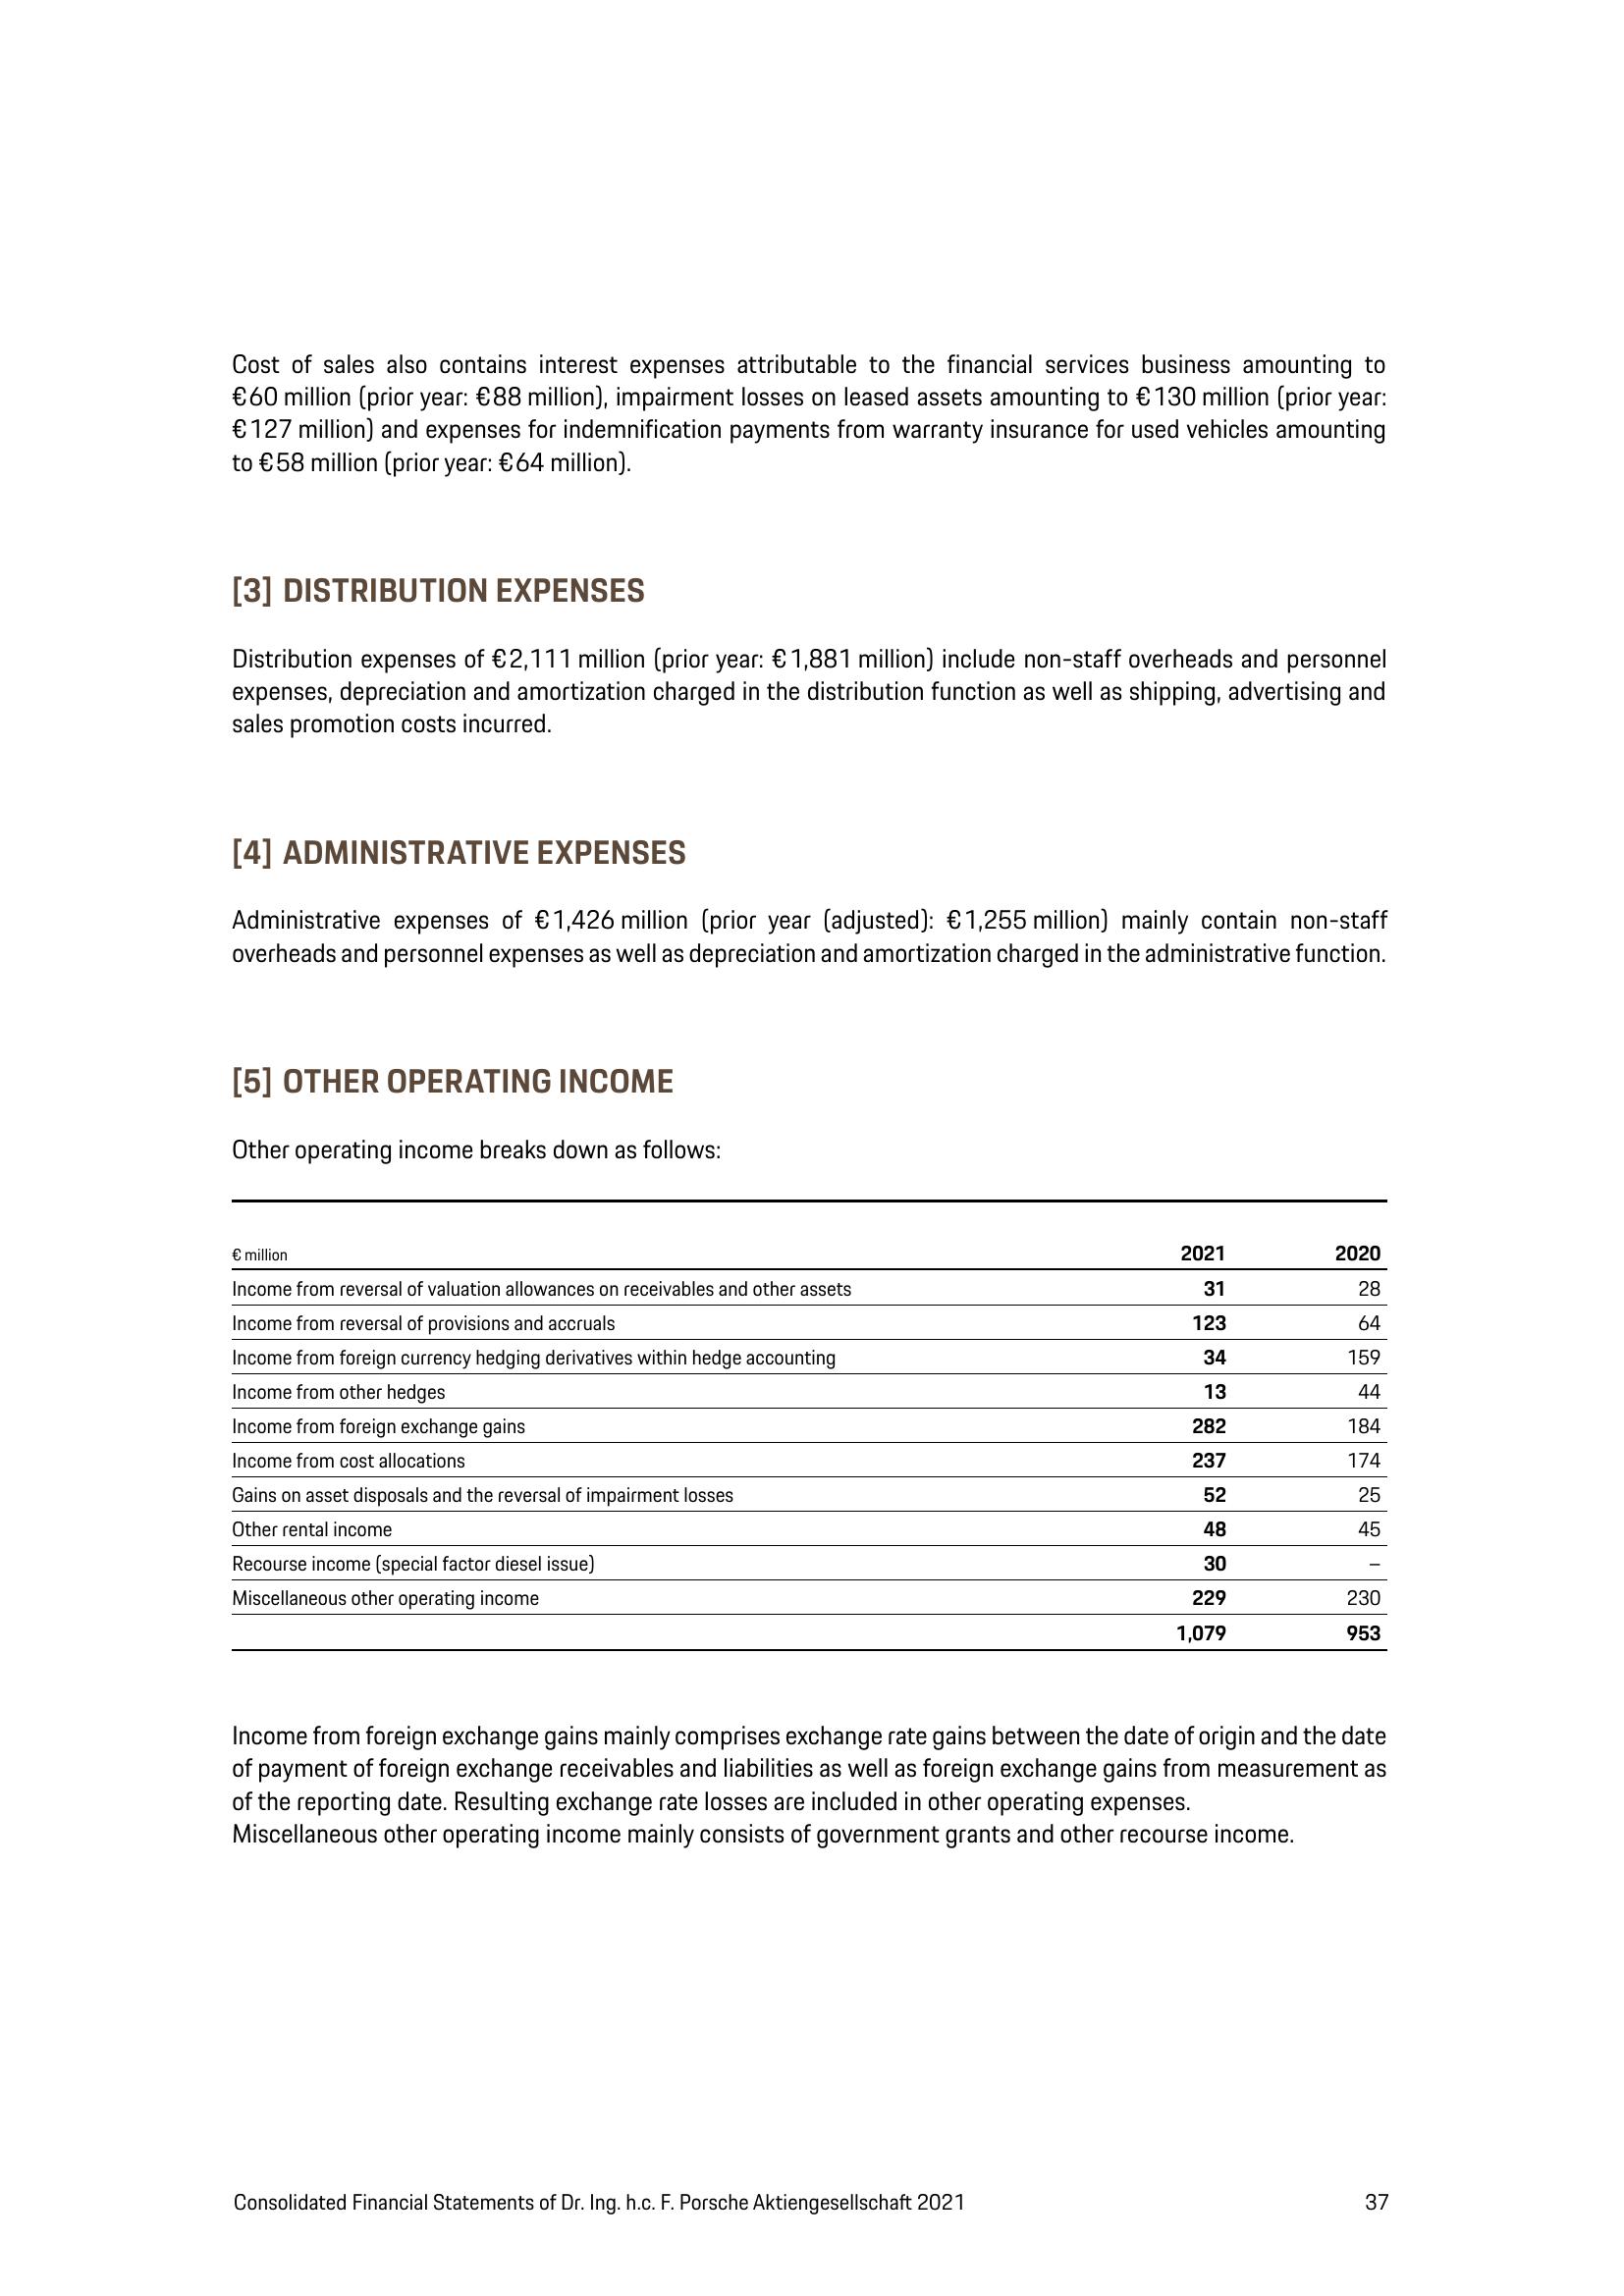 Cost of sales also contains interest expenses attributable to the financial services business amounting to
€60 million (prior year: €88 million), impairment losses on leased assets amounting to €130 million (prior year:
€127 million) and expenses for indemnification payments from warranty insurance for used vehicles amounting
to €58 million (prior year: €64 million).
[3] DISTRIBUTION EXPENSES
Distribution expenses of €2,111 million (prior year: €1,881 million) include non-staff overheads and personnel
expenses, depreciation and amortization charged in the distribution function as well as shipping, advertising and
sales promotion costs incurred.
[4] ADMINISTRATIVE EXPENSES
Administrative expenses of €1,426 million (prior year (adjusted): €1,255 million) mainly contain non-staff
overheads and personnel expenses as well as depreciation and amortization charged in the administrative function.
[5] OTHER OPERATING INCOME
Other operating income breaks down as follows:
€ million 2021 2020
Income from reversal of valuation allowances on receivables and other assets 31 28
Income from reversal of provisions and accruals 123 64
Income from foreign currency hedging derivatives within hedge accounting 34 159
Income from other hedges 13 44
Income from foreign exchange gains 282 184
Income from cost allocations 237 174
Gains on asset disposals and the reversal of impairment losses 52 25
Other rental income 48 45
Recourse income (special factor diesel issue) 30 –
Miscellaneous other operating income 229 230
1,079 953
Income from foreign exchange gains mainly comprises exchange rate gains between the date of origin and the date
of payment of foreign exchange receivables and liabilities as well as foreign exchange gains from measurement as
of the reporting date. Resulting exchange rate losses are included in other operating expenses.
Miscellaneous other operating income mainly consists of government grants and other recourse income.
Consolidated Financial Statements of Dr. Ing. h.c. F. Porsche Aktiengesellschaft 2021 37